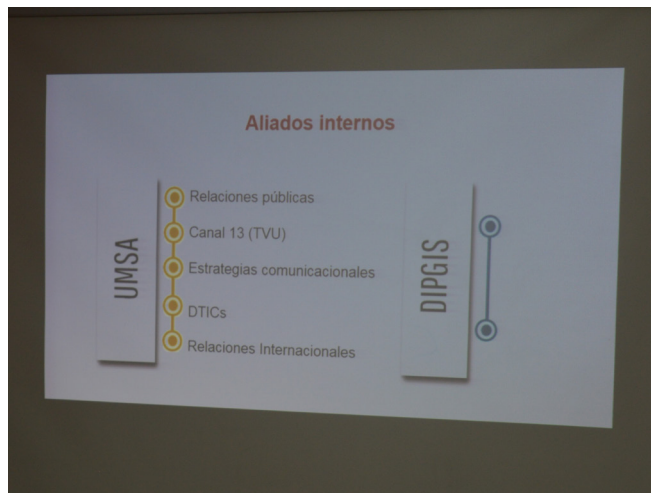 Aliados internos
UMSA
Relaciones públicas
Canal 13 (TVU)
Estrategias comunicacionales
DTICs
Relaciones Internacionales
DIPGIS